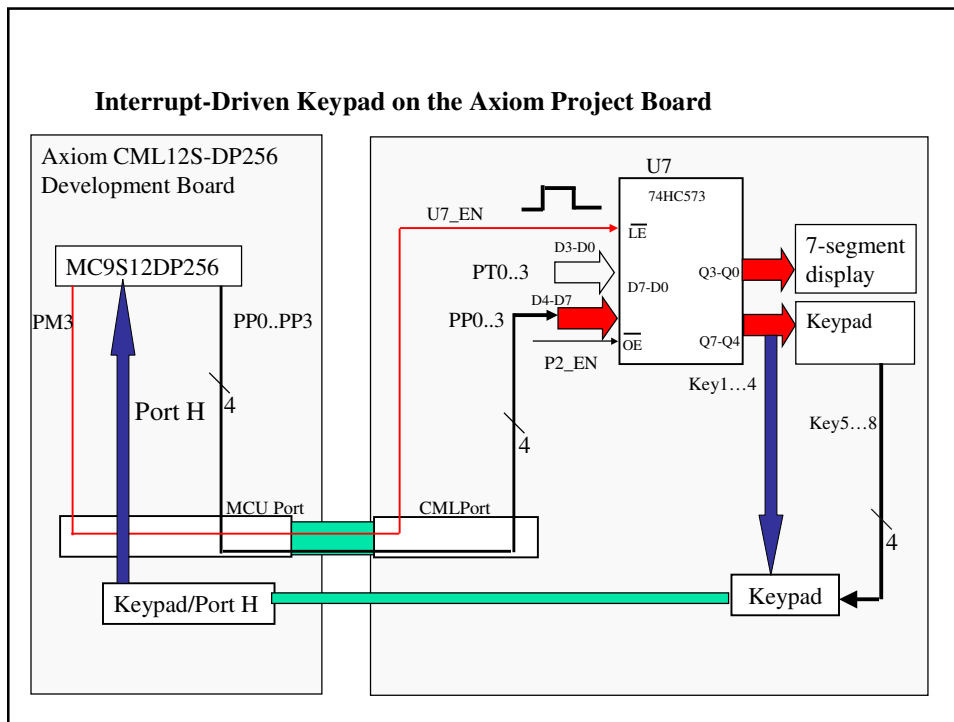 Interrupt-Driven Keypad on the Axiom Project Board
Axiom CML12S-DP256
Development Board
MC9S12DP256
PM3
PP0..PP3
4
Port H
MCU Port
Keypad/Port H
U7
74HC573
U7_EN
LE
D3-D0
PT0..3
D7-D0
D4-D7
PP0..3
OE
P2_EN
Q3-Q0
Q7-Q4
7-segment
display
Keypad
Key1…4
Key5…8
4
4
CMLPort
Keypad